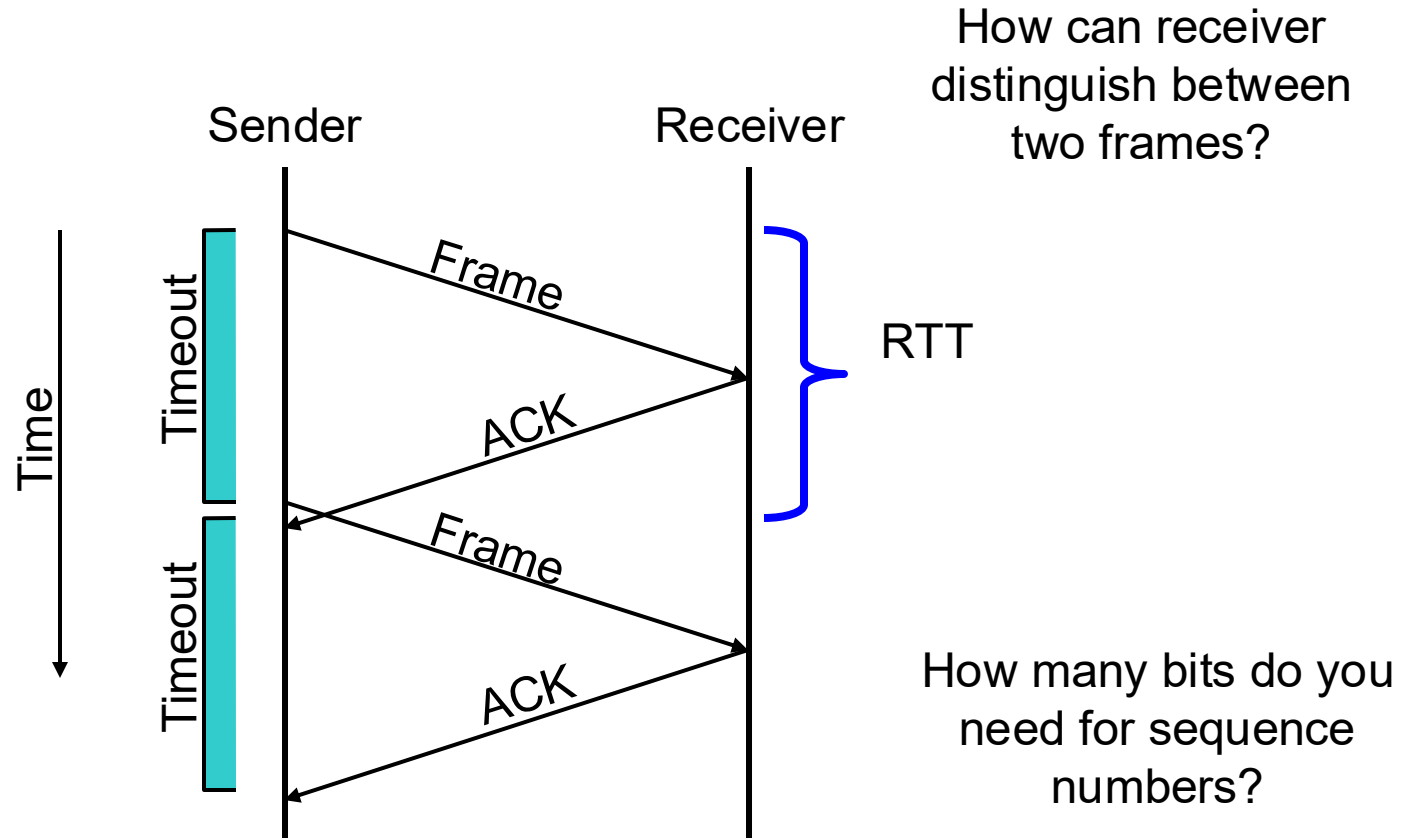 How can receiver
distinguish between
two frames?
Sender
Receiver
Frame
Timeout
RTT
ACK
Time
Frame
Timeout
ACK
How many bits do you
need for sequence
numbers?